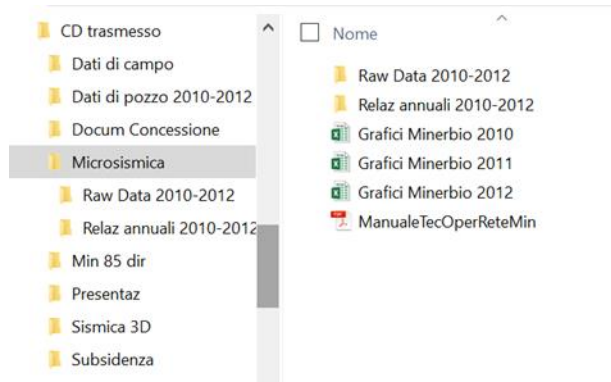 CD trasmesso
Dati di campo
Dati di pozzo 2010-2012
Docum Concessione
Microsismica
Raw Data 2010-2012
Relaz annuali 2010-2012
Min 85 dir
Presentaz
Sismica 3D
Subsidenza
Nome
Raw Data 2010-2012
Relaz annuali 2010-2012
Grafici Minerbio 2010
Grafici Minerbio 2011
Grafici Minerbio 2012
ManualeTecOperReteMin